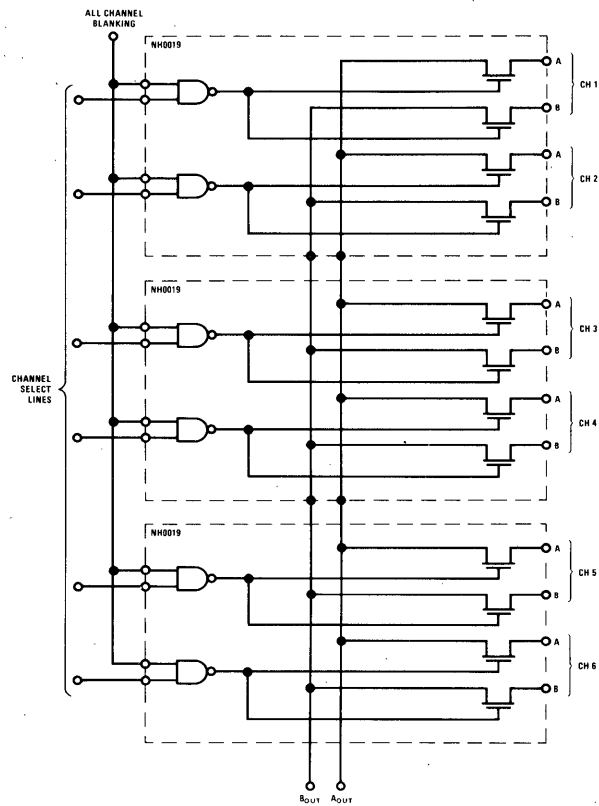 ALL CHANNEL
BLANKING
NH0019
A
CH 1
B
A
CH 2
B
NH0019
A
CH 3
B
CHANNEL
SELECT
LINES
A
CH 4
B
NH0019
A
CH 5
B
A
CH 6
B
BOUT
AOUT